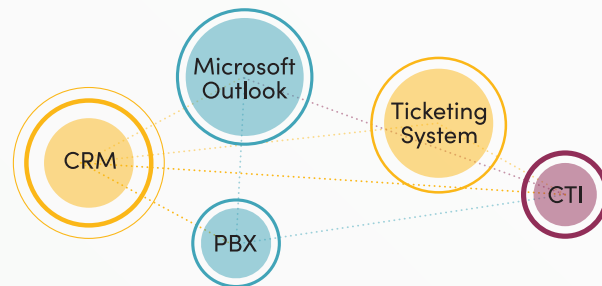 Microsoft
Outlook
Ticketing
System
CRM
CTI
PBX